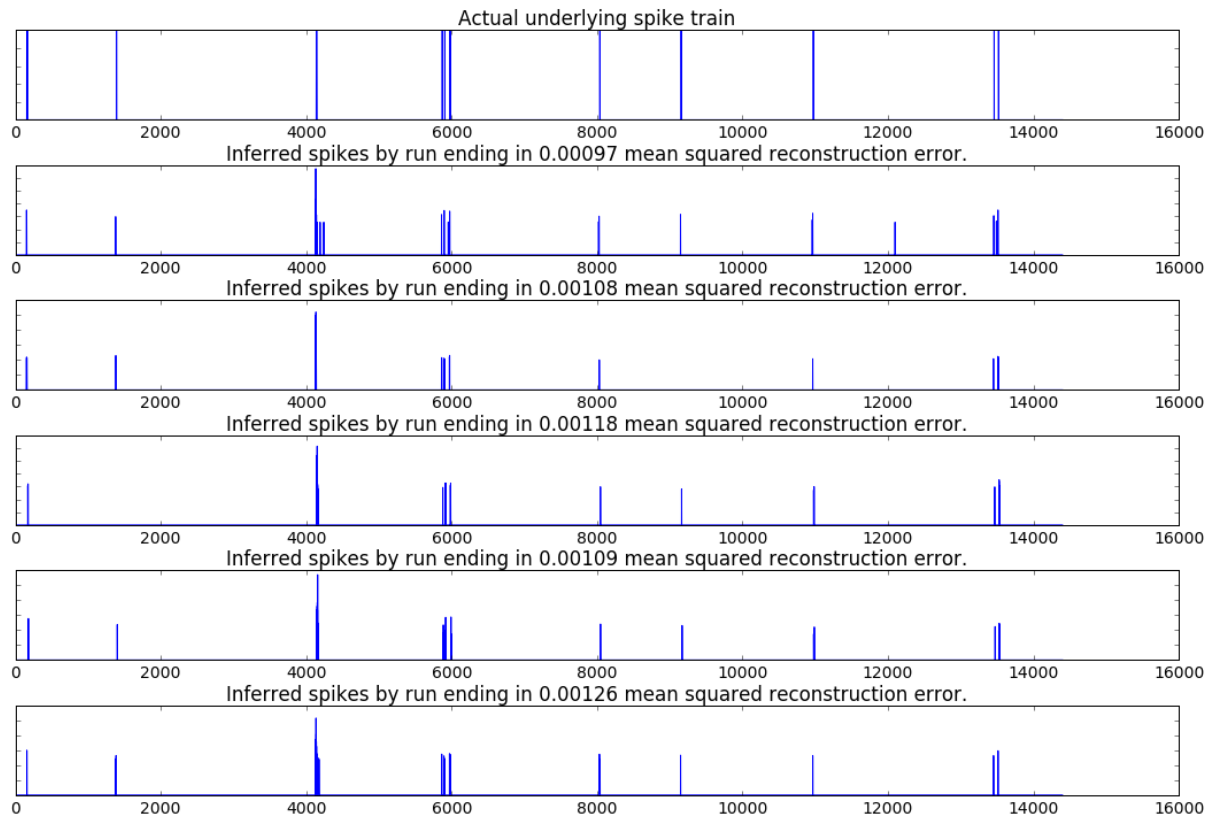 Actual underlying spike train
0 2000 4000 6000 8000 10000 12000 14000 16000
Inferred spikes by run ending in 0.00097 mean squared reconstruction error.
0 2000 4000 6000 8000 10000 12000 14000 16000
Inferred spikes by run ending in 0.00108 mean squared reconstruction error.
0 2000 4000 6000 8000 10000 12000 14000 16000
Inferred spikes by run ending in 0.00118 mean squared reconstruction error.
0 2000 4000 6000 8000 10000 12000 14000 16000
Inferred spikes by run ending in 0.00109 mean squared reconstruction error.
0 2000 4000 6000 8000 10000 12000 14000 16000
Inferred spikes by run ending in 0.00126 mean squared reconstruction error.
0 2000 4000 6000 8000 10000 12000 14000 16000